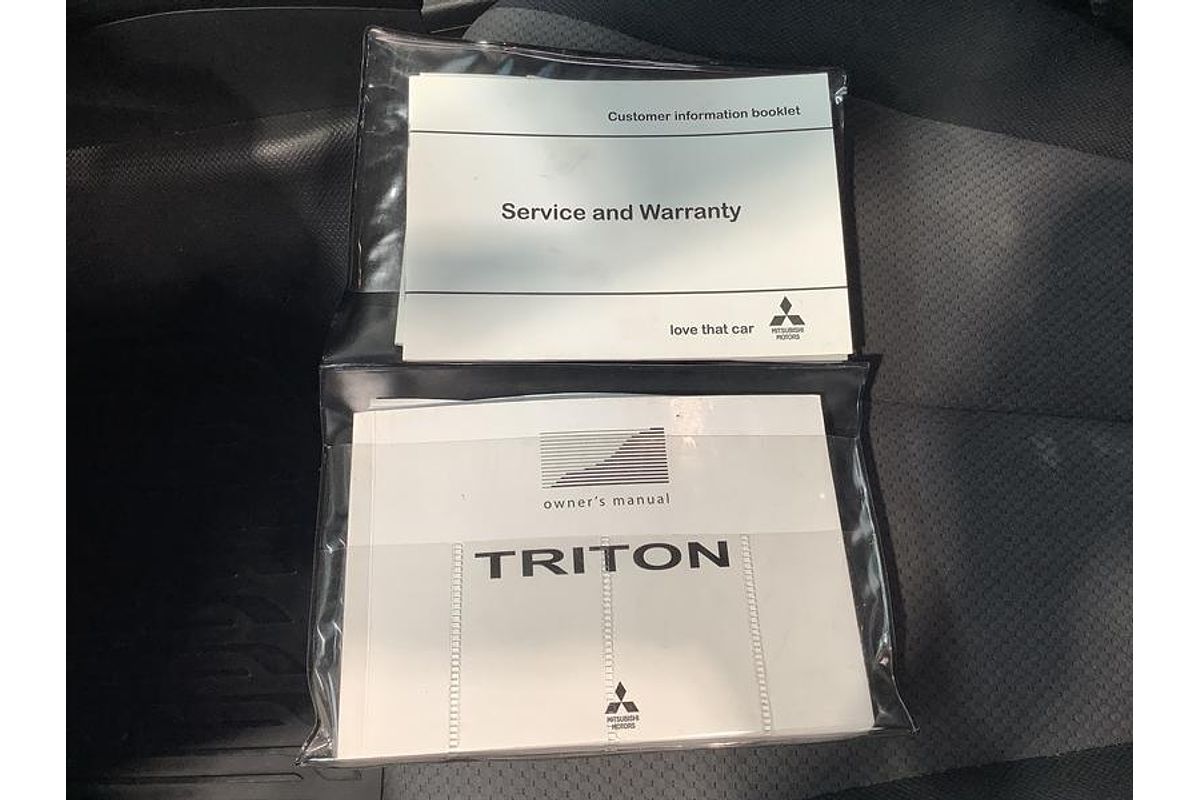 Customer information booklet
Service and Warranty
love that car
MITSUBISHI
MOTORS
owner's manual
TRITON
MITSUBISHI
MOTORS